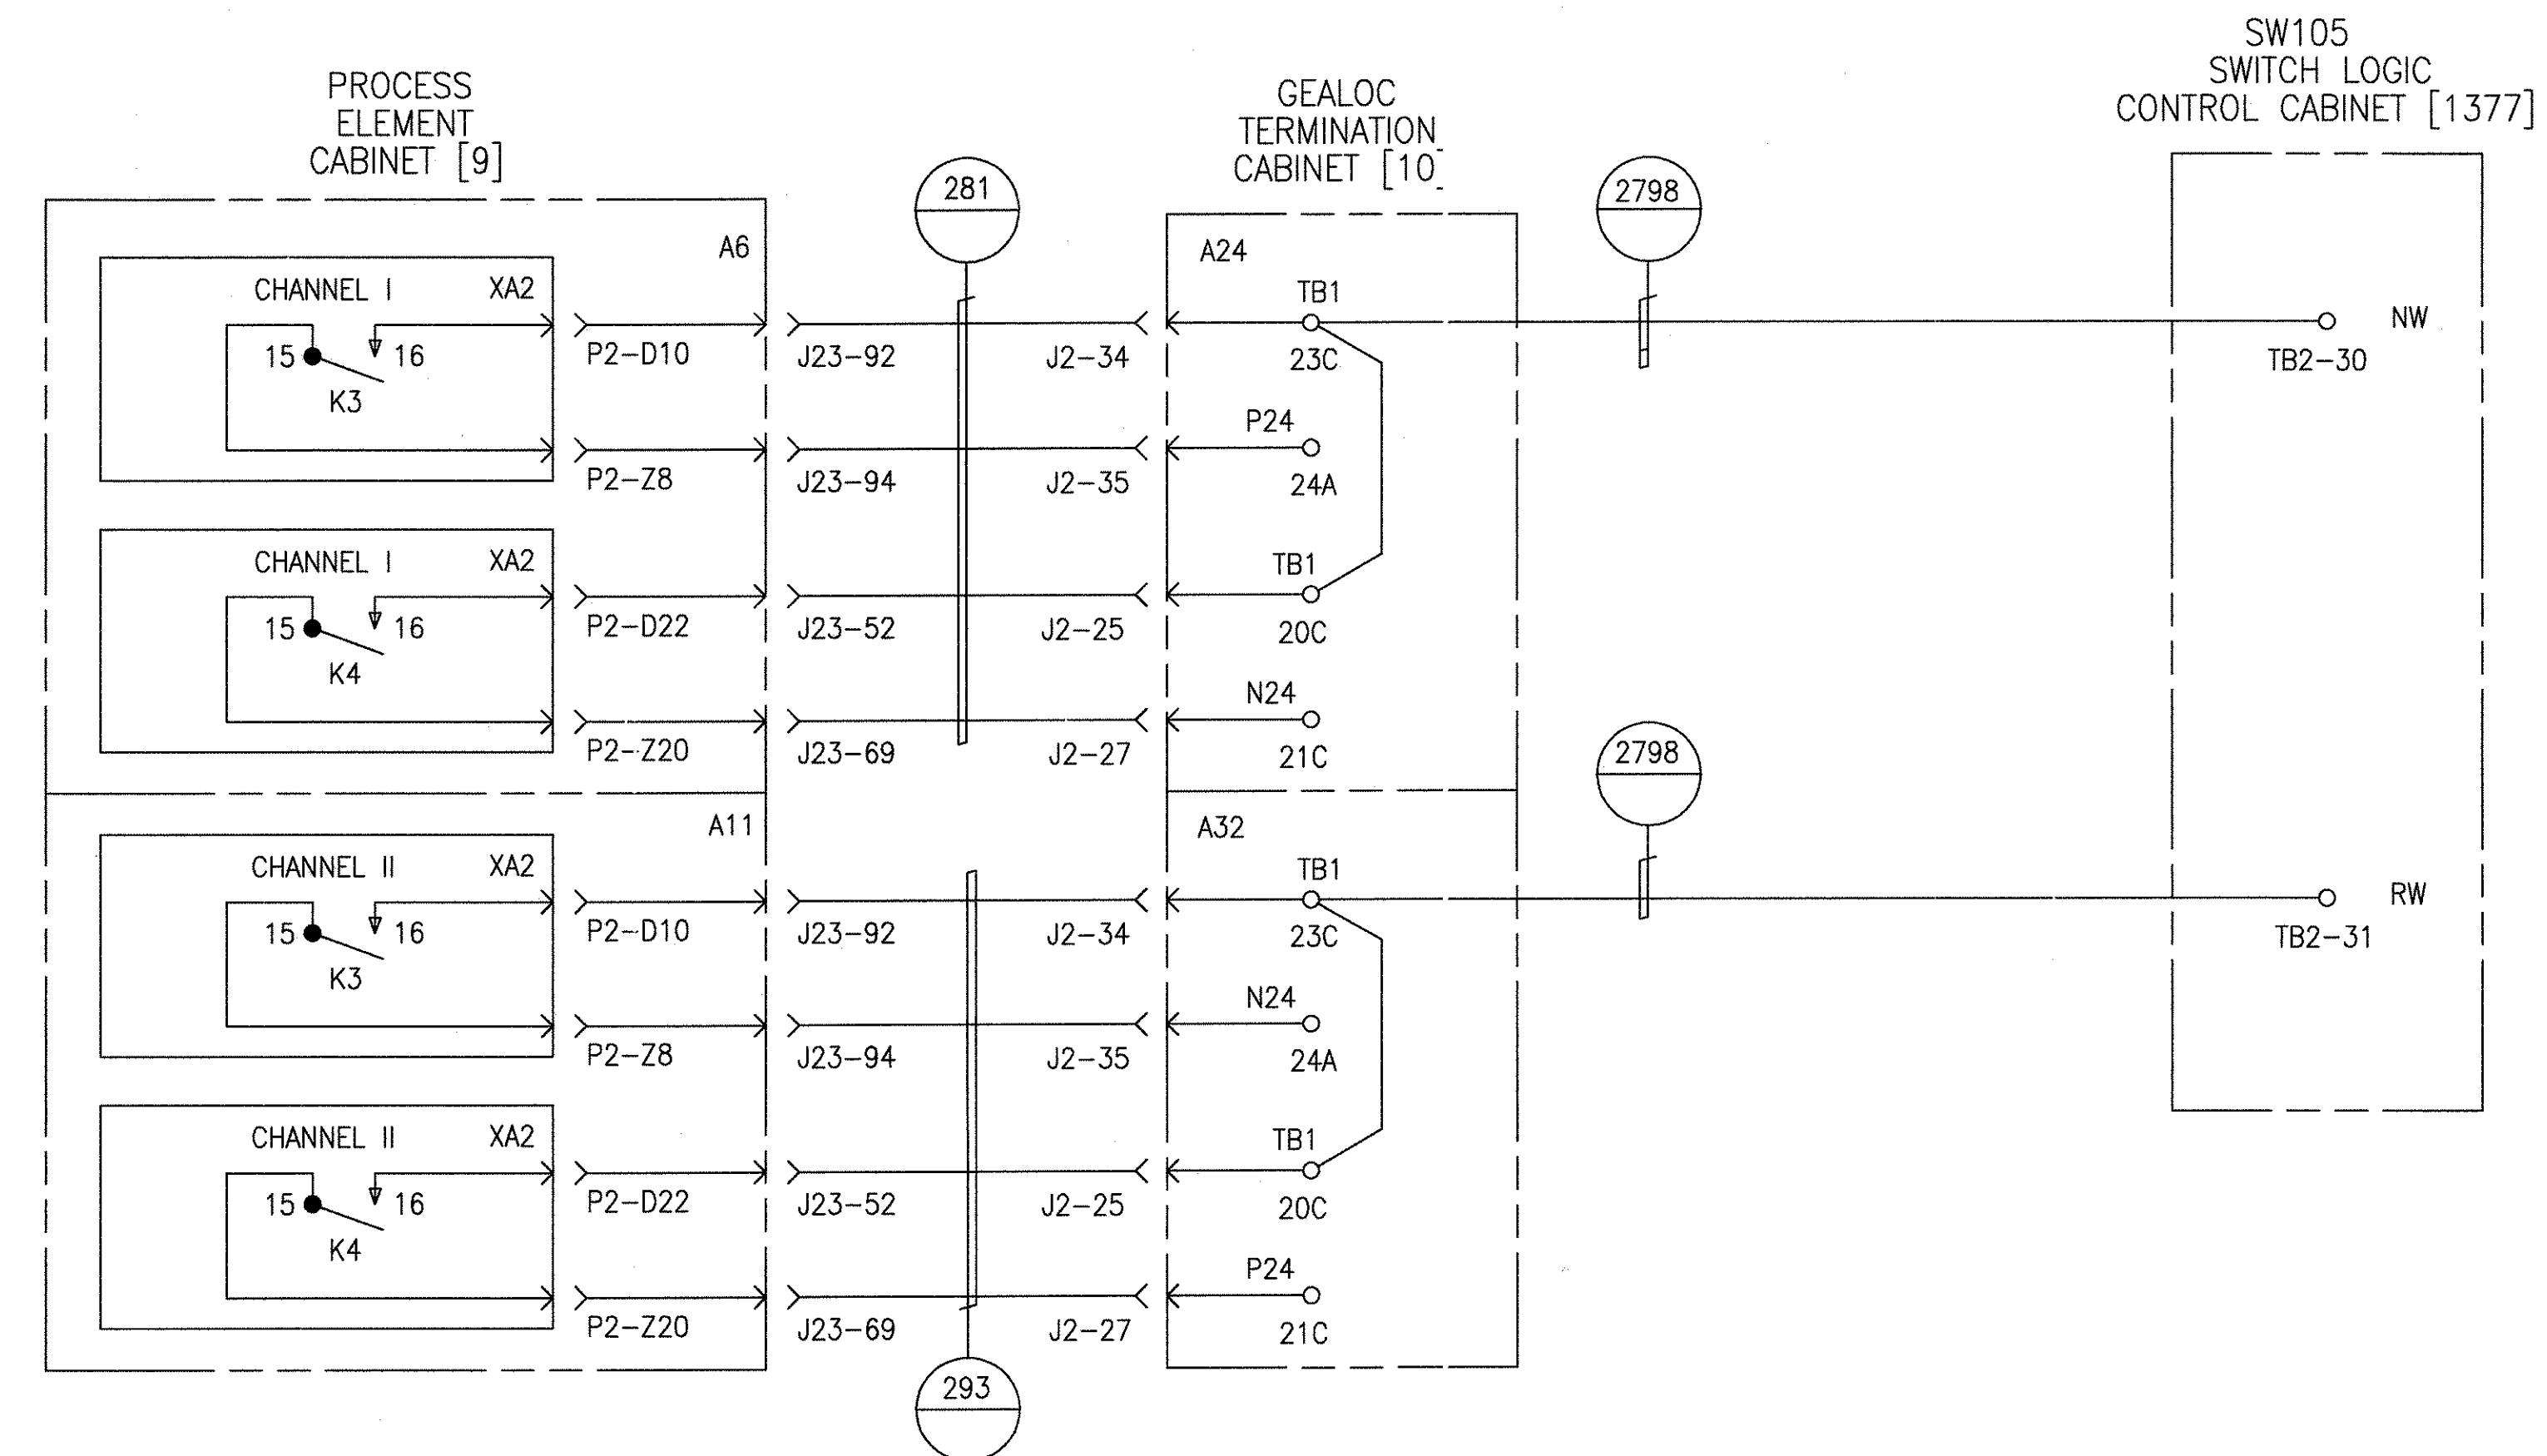 SW105
SWITCH LOGIC
CONTROL CABINET [1377]
PROCESS
ELEMENT
CABINET [9]
GEALOC
TERMINATION
CABINET [10]
281
2798
A6
A24
CHANNEL I XA2
15 16
K3
P2-D10 J23-92 J2-34
TB1
23C
NW
TB2-30
P2-Z8 J23-94 J2-35
P24
24A
CHANNEL I XA2
15 16
K4
P2-D22 J23-52 J2-25
TB1
20C
P2-Z20 J23-69 J2-27
N24
21C
2798
A11
A32
CHANNEL II XA2
15 16
K3
P2-D10 J23-92 J2-34
TB1
23C
RW
TB2-31
P2-Z8 J23-94 J2-35
N24
24A
CHANNEL II XA2
15 16
K4
P2-D22 J23-52 J2-25
TB1
20C
P2-Z20 J23-69 J2-27
P24
21C
293